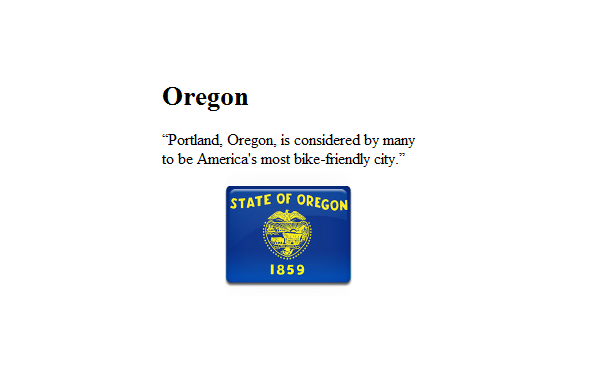 Oregon
“Portland, Oregon, is considered by many
to be America's most bike-friendly city.”
STATE OF OREGON
1859